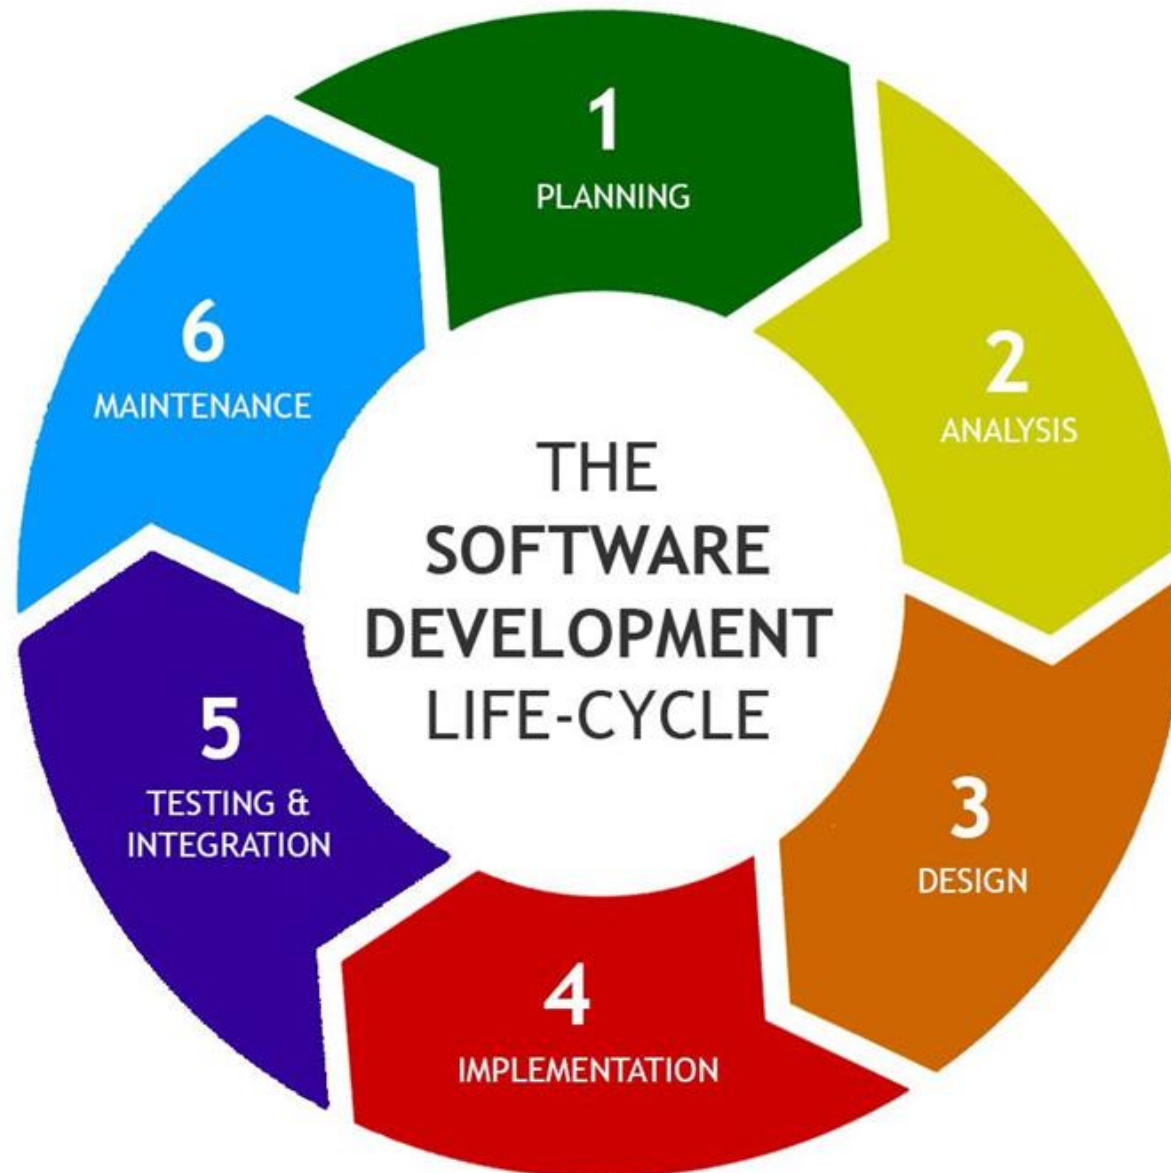 1
PLANNING
2
ANALYSIS
3
DESIGN
4
IMPLEMENTATION
5
TESTING &
INTEGRATION
6
MAINTENANCE
THE
SOFTWARE
DEVELOPMENT
LIFE-CYCLE